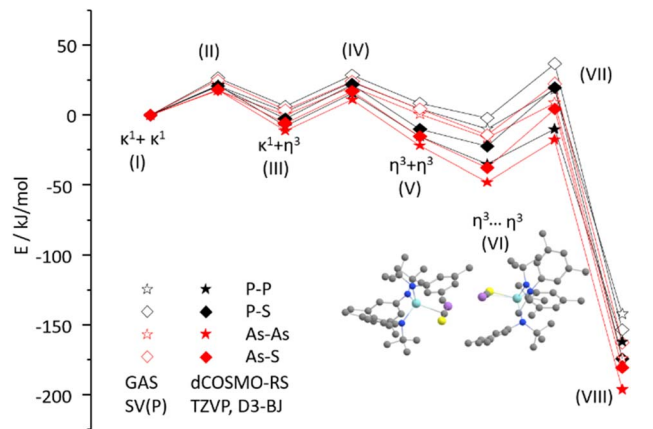 E / kJ/mol
50
0
-50
-100
-150
-200
(II)
(IV)
(VII)
κ¹+ κ¹
(I)
κ¹+η³
(III)
η³+η³
(V)
η³... η³
(VI)
(VIII)
P-P
P-S
As-As
As-S
GAS dCOSMO-RS
SV(P) TZVP, D3-BJ